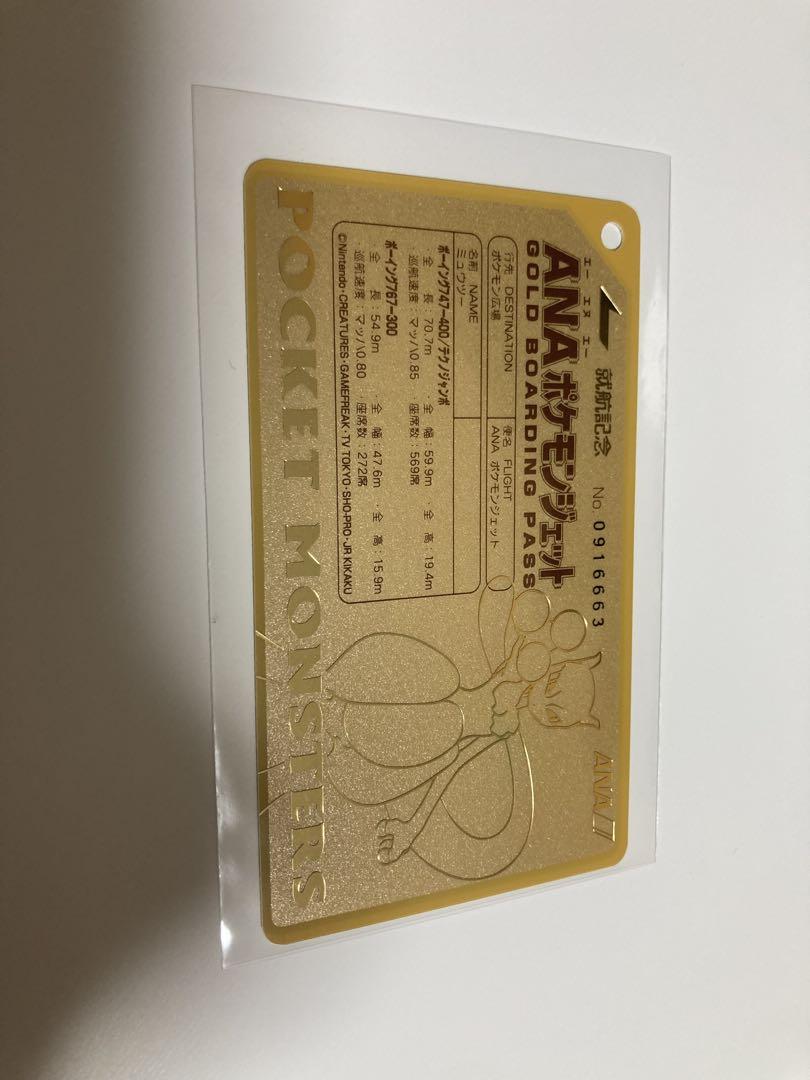 就航記念 No. 0916663
エー エヌ エー
ANAポケモンジェット
GOLD BOARDING PASS
ANA
行先 DESTINATION
ポケモン広場
便名 FLIGHT
ANA ポケモンジェット
名前 NAME
ミュウツー
ボーイング747-400/テクノジャンボ
・全 長：70.7m ・全 幅：59.9m ・全 高：19.4m
・巡航速度：マッハ0.85 ・座席数：569席
ボーイング767-300
・全 長：54.9m ・全 幅：47.6m ・全 高：15.9m
・巡航速度：マッハ0.80 ・座席数：272席
©Nintendo・CREATURES・GAMEFREAK・TV TOKYO・SHO-PRO・JR KIKAKU
POCKET MONSTERS